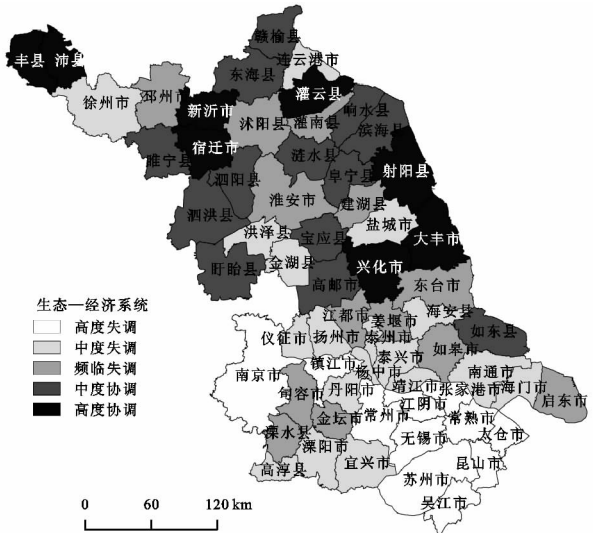 赣榆县
连云港市
丰县
沛县
东海县
徐州市
邳州市
新沂市
灌云县
沭阳县
灌南县
响水县
滨海县
睢宁县
宿迁市
涟水县
阜宁县
射阳县
泗阳县
泗洪县
淮安市
建湖县
洪泽县
宝应县
盐城市
大丰市
盱眙县
金湖县
兴化市
高邮市
东台市
生态—经济系统
高度失调
中度失调
频临失调
中度协调
高度协调
江都市
姜堰市
海安县
仪征市
扬州市
泰州市
如东县
如皋市
镇江市
泰兴市
扬中市
南京市
南通市
句容市
丹阳市
靖江市
张家港市
海门市
启东市
江阴市
金坛市
常州市
常熟市
太仓市
溧水县
溧阳市
无锡市
高淳县
宜兴市
昆山市
苏州市
吴江市
0 60 120 km